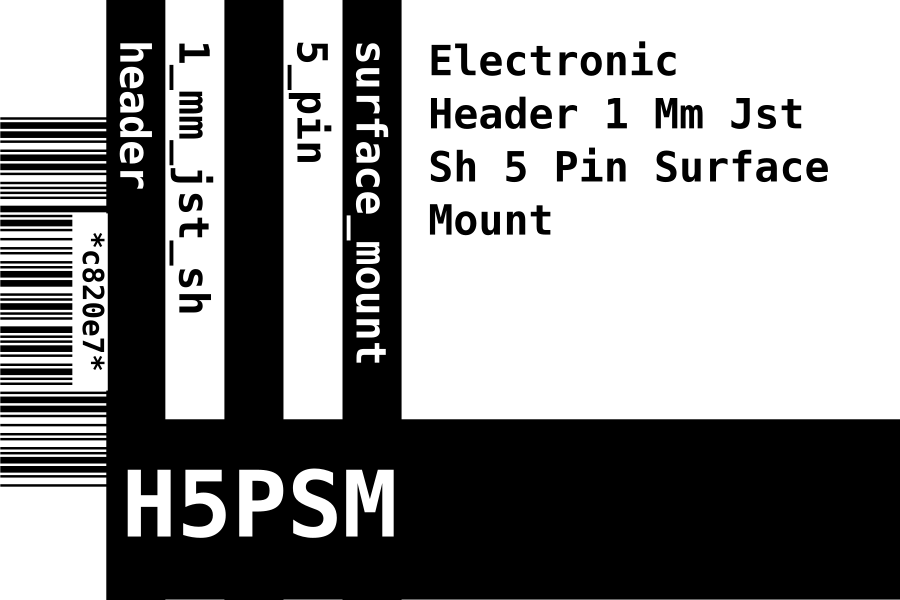 *c820e7*
header
1_mm_jst_sh
5_pin
surface_mount
Electronic
Header 1 Mm Jst
Sh 5 Pin Surface
Mount
H5PSM